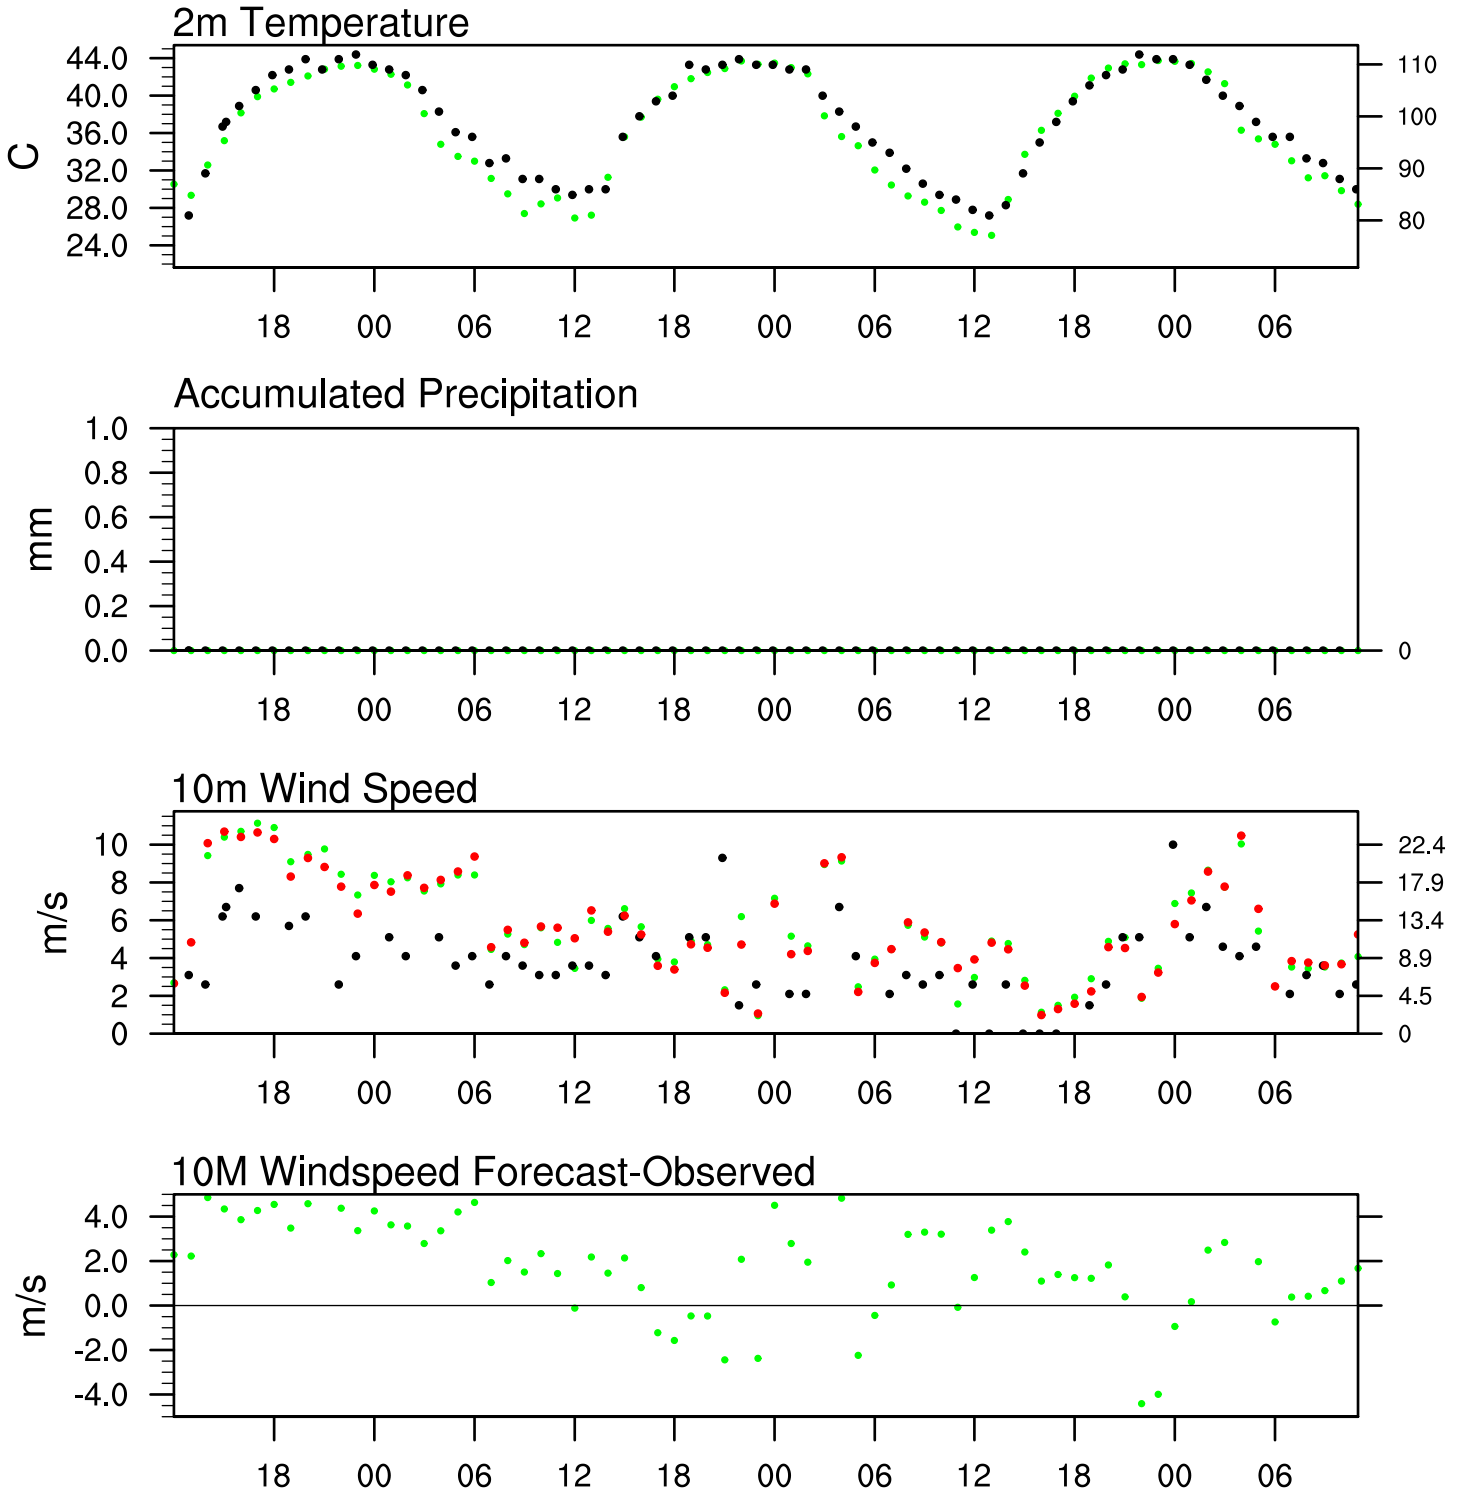 2m Temperature
44.0
40.0
36.0
32.0
28.0
24.0
C
110
100
90
80
18 00 06 12 18 00 06 12 18 00 06
Accumulated Precipitation
1.0
0.8
0.6
0.4
0.2
0.0
mm
0
18 00 06 12 18 00 06 12 18 00 06
10m Wind Speed
10
8
6
4
2
0
m/s
22.4
17.9
13.4
8.9
4.5
0
18 00 06 12 18 00 06 12 18 00 06
10M Windspeed Forecast-Observed
4.0
2.0
0.0
-2.0
-4.0
m/s
18 00 06 12 18 00 06 12 18 00 06